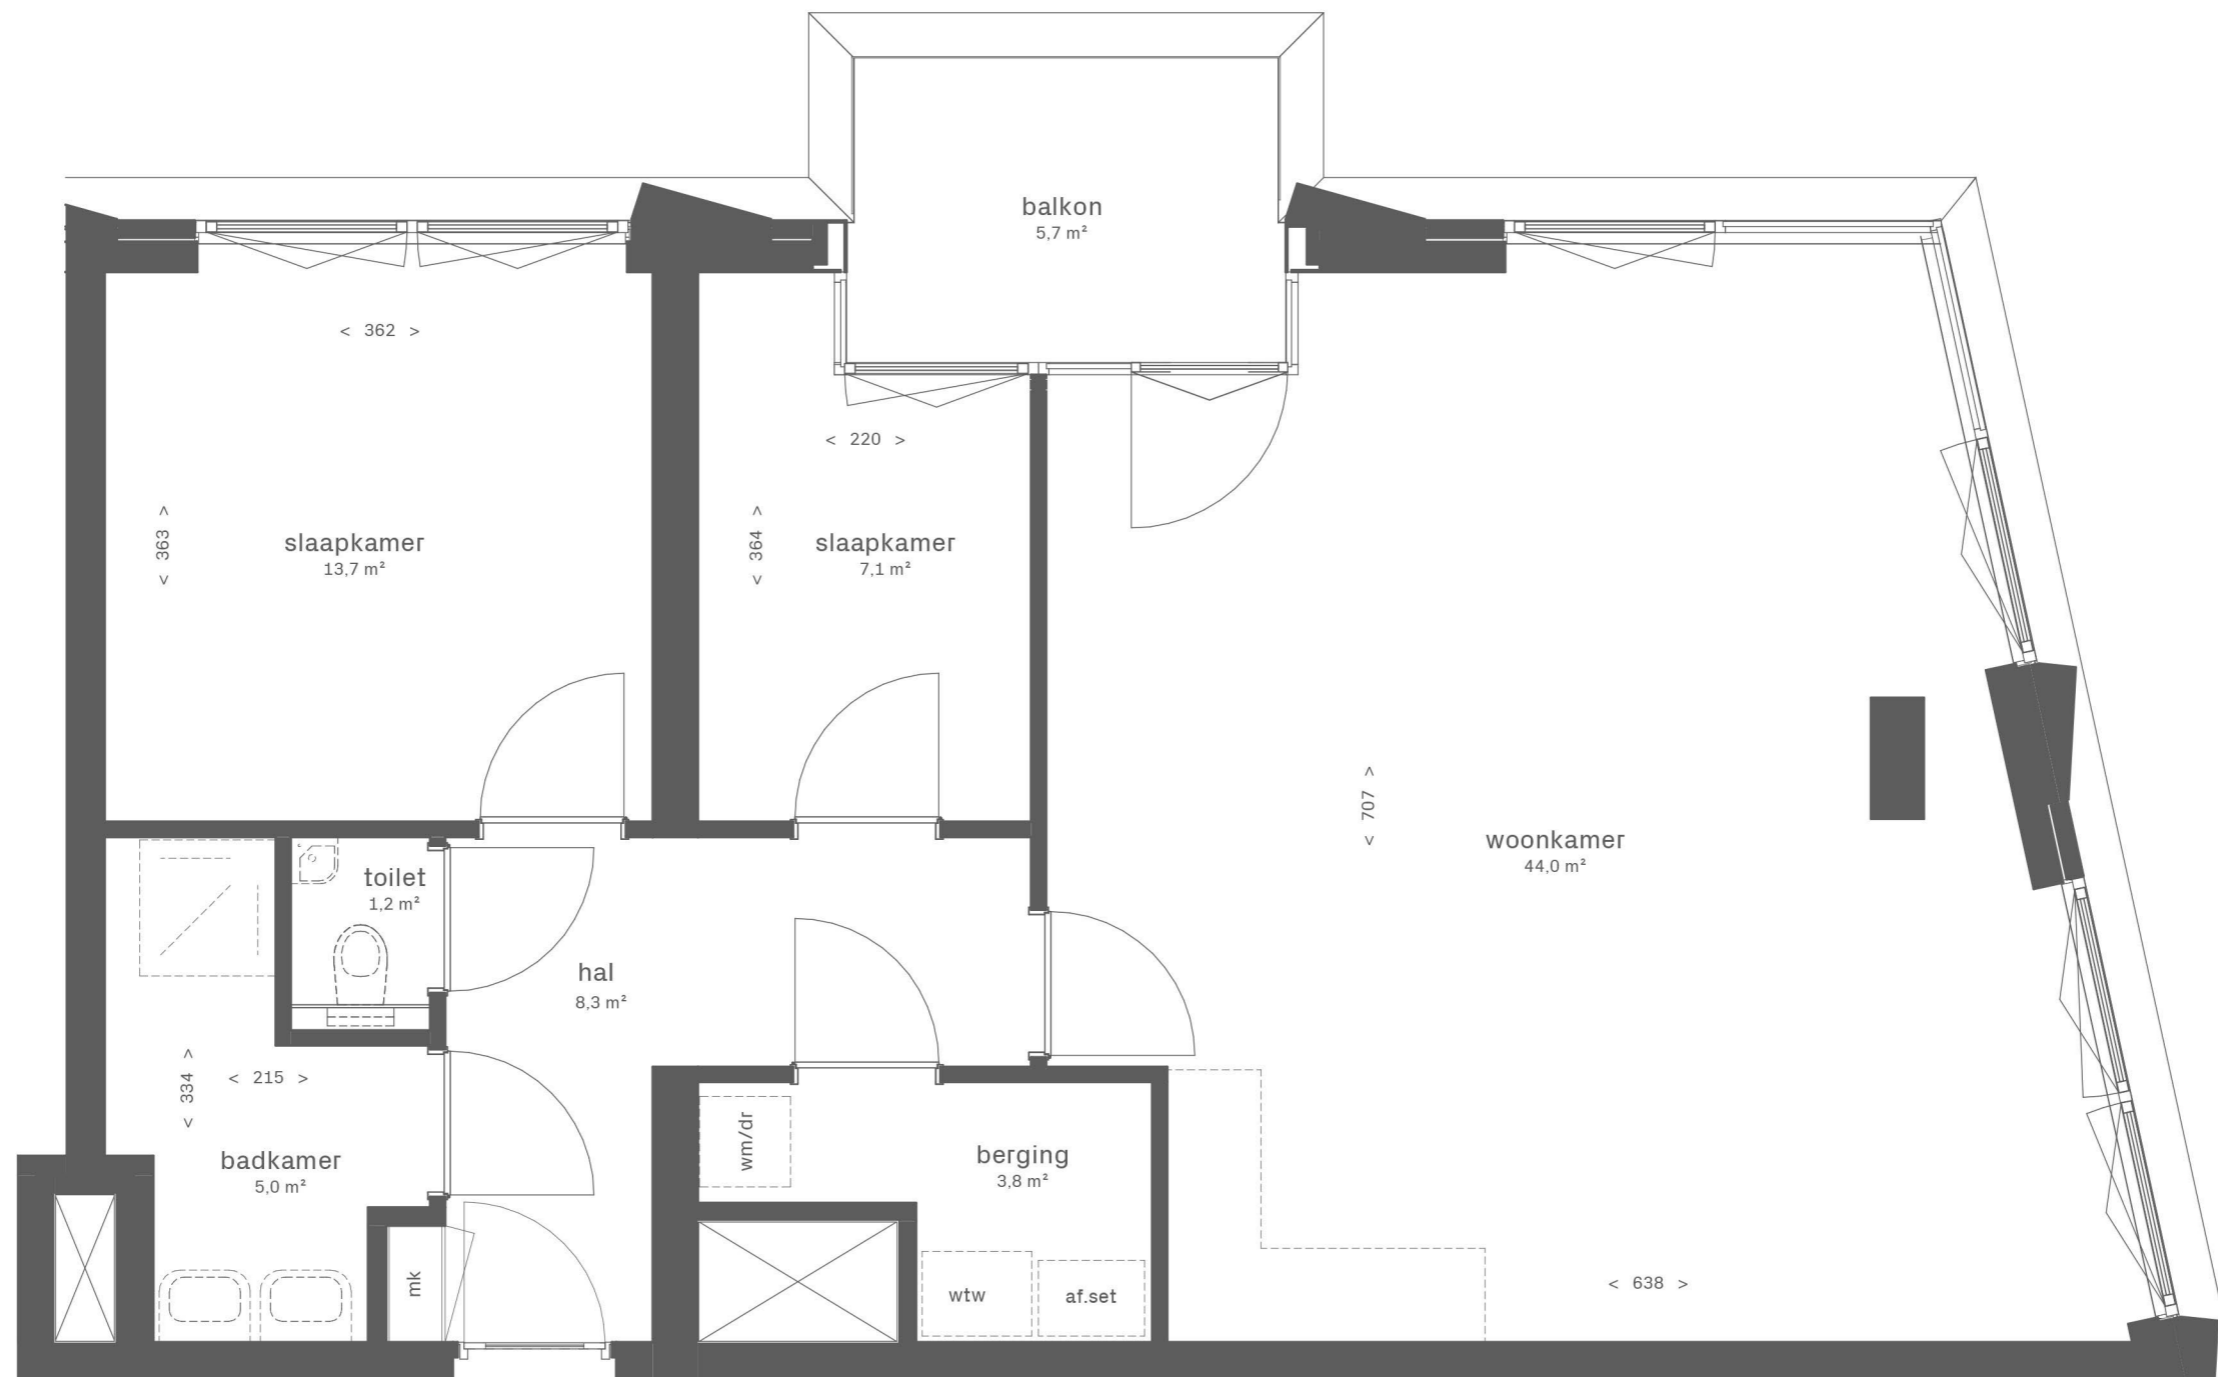 balkon
5,7 m²
< 362 >
< 220 >
< 363 >
slaapkamer
13,7 m²
< 364 >
slaapkamer
7,1 m²
< 707 >
woonkamer
44,0 m²
toilet
1,2 m²
hal
8,3 m²
< 334 >
< 215 >
badkamer
5,0 m²
wm/dr
berging
3,8 m²
mk
wtw
af.set
< 638 >